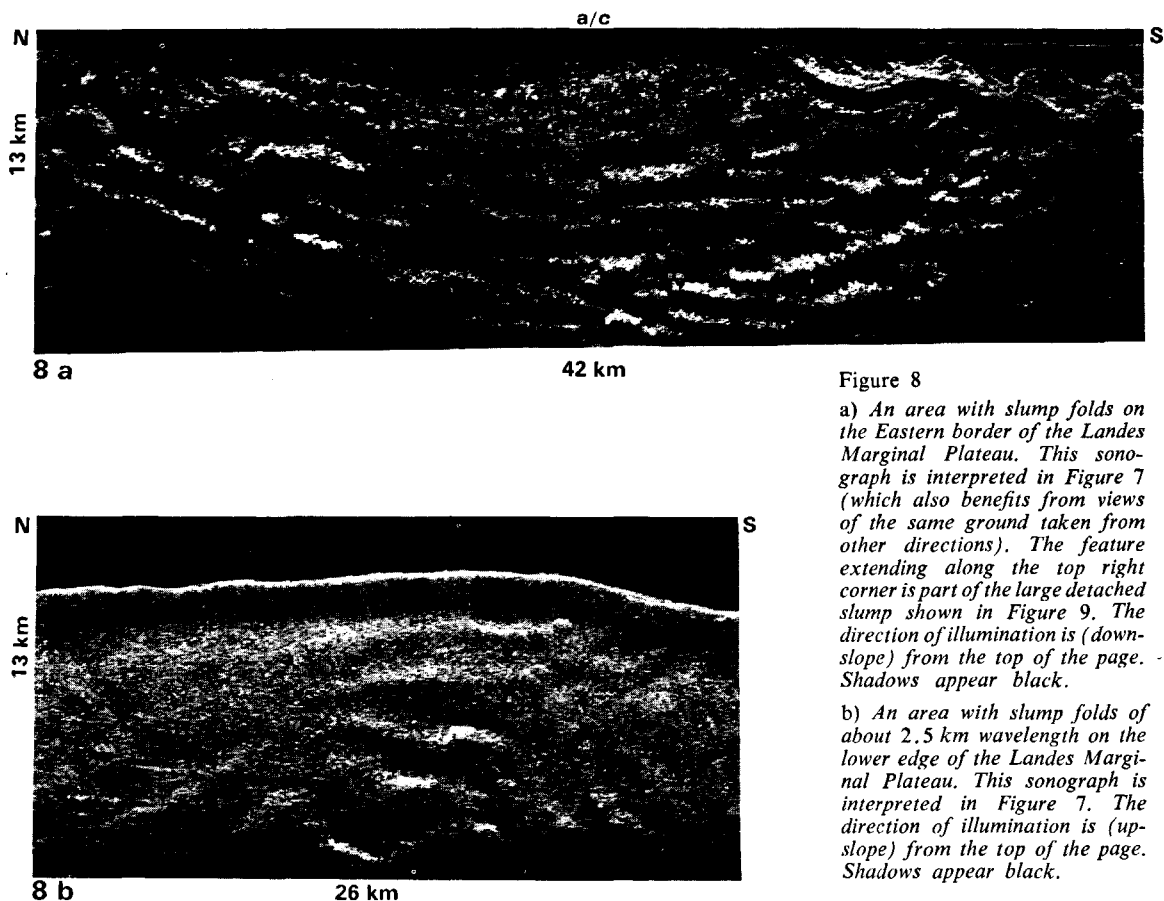 a/c
N
S
13 km
8 a
42 km
Figure 8
a) An area with slump folds on
the Eastern border of the Landes
Marginal Plateau. This sono-
graph is interpreted in Figure 7
(which also benefits from views
of the same ground taken from
other directions). The feature
extending along the top right
corner is part of the large detached
slump shown in Figure 9. The
direction of illumination is (down-
slope) from the top of the page.
Shadows appear black.
N
S
13 km
8 b
26 km
b) An area with slump folds of
about 2.5 km wavelength on the
lower edge of the Landes Margi-
nal Plateau. This sonograph is
interpreted in Figure 7. The
direction of illumination is (up-
slope) from the top of the page.
Shadows appear black.